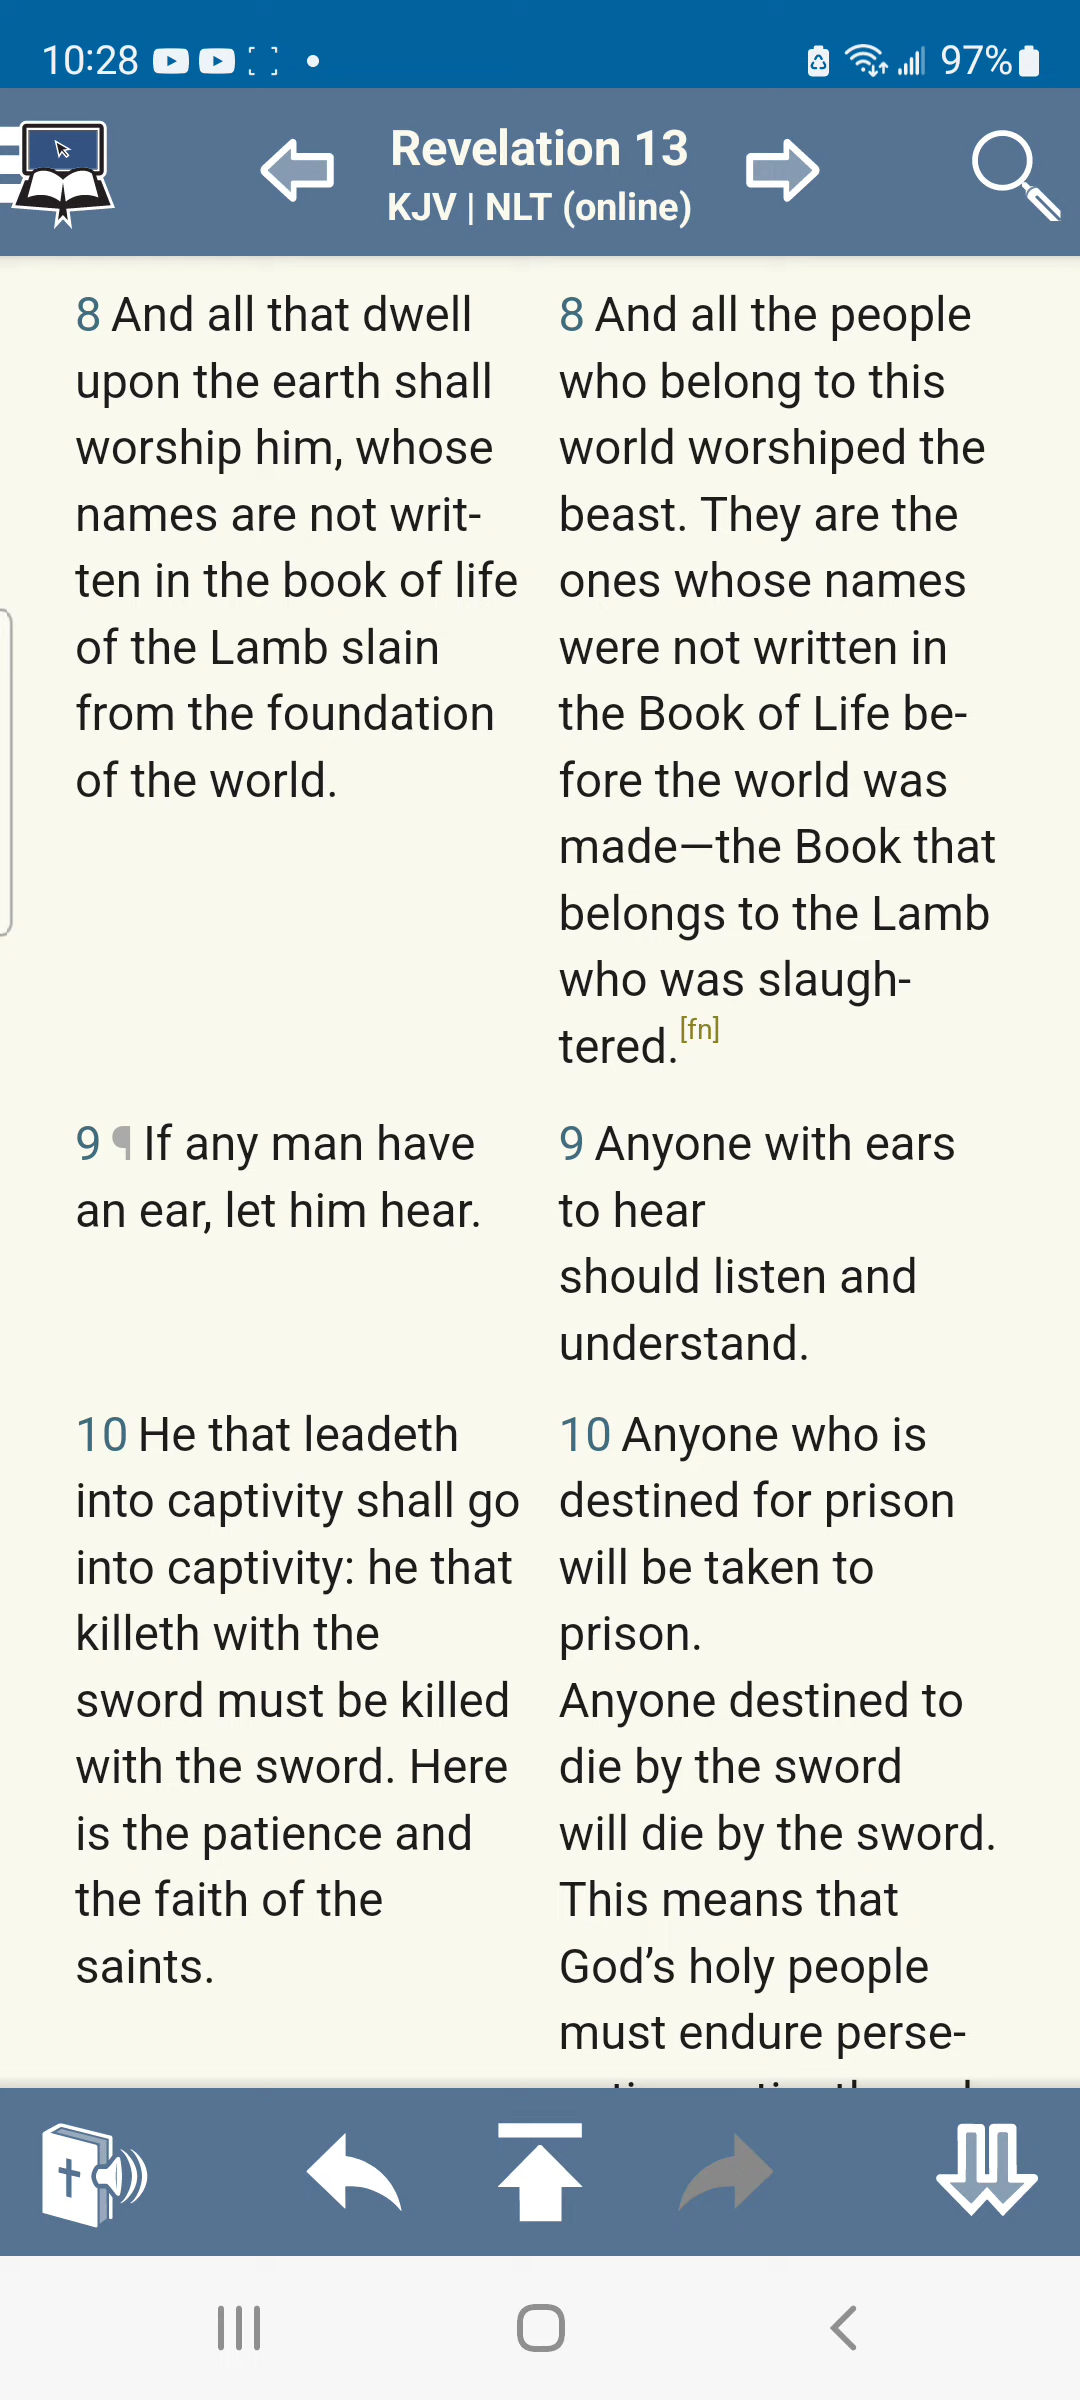 10:28
97%
Revelation 13
KJV | NLT (online)
8 And all that dwell
upon the earth shall
worship him, whose
names are not writ-
ten in the book of life
of the Lamb slain
from the foundation
of the world.
8 And all the people
who belong to this
world worshiped the
beast. They are the
ones whose names
were not written in
the Book of Life be-
fore the world was
made—the Book that
belongs to the Lamb
who was slaugh-
tered.[fn]
9 ¶ If any man have
an ear, let him hear.
9 Anyone with ears
to hear
should listen and
understand.
10 He that leadeth
into captivity shall go
into captivity: he that
killeth with the
sword must be killed
with the sword. Here
is the patience and
the faith of the
saints.
10 Anyone who is
destined for prison
will be taken to
prison.
Anyone destined to
die by the sword
will die by the sword.
This means that
God’s holy people
must endure perse-